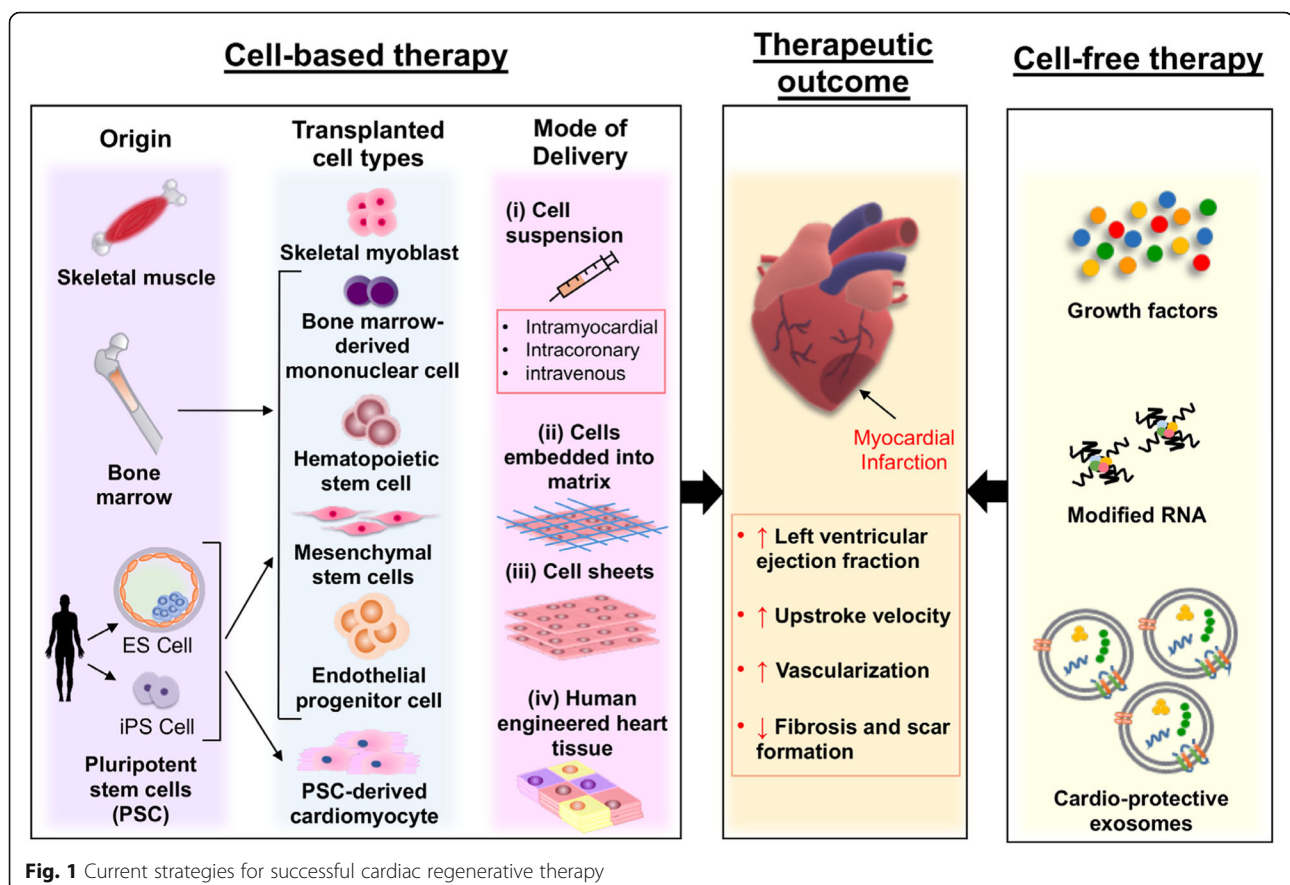 Cell-based therapy
Origin
Skeletal muscle
Bone
marrow
ES Cell
iPS Cell
Pluripotent
stem cells
(PSC)
Transplanted
cell types
Skeletal myoblast
Bone marrow-
derived
mononuclear cell
Hematopoietic
stem cell
Mesenchymal
stem cells
Endothelial
progenitor cell
PSC-derived
cardiomyocyte
Mode of
Delivery
(i) Cell
suspension
• Intramyocardial
• Intracoronary
• intravenous
(ii) Cells
embedded into
matrix
(iii) Cell sheets
(iv) Human
engineered heart
tissue
Therapeutic
outcome
Myocardial
Infarction
• ↑ Left ventricular
ejection fraction
• ↑ Upstroke velocity
• ↑ Vascularization
• ↓ Fibrosis and scar
formation
Cell-free therapy
Growth factors
Modified RNA
Cardio-protective
exosomes
Fig. 1 Current strategies for successful cardiac regenerative therapy